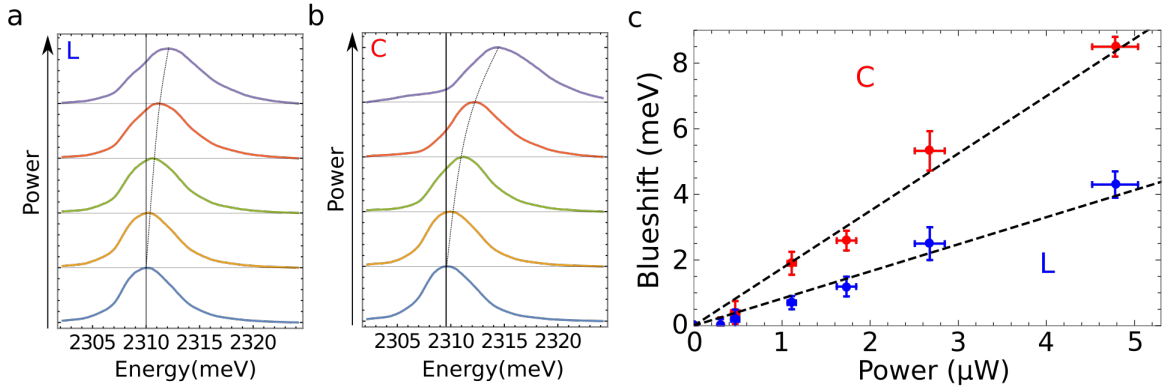 a
L
Power
2305 2310 2315 2320
Energy(meV)
b
C
Power
2305 2310 2315 2320
Energy(meV)
c
8
6
4
2
0
Blueshift (meV)
C
L
0 1 2 3 4 5
Power (μW)